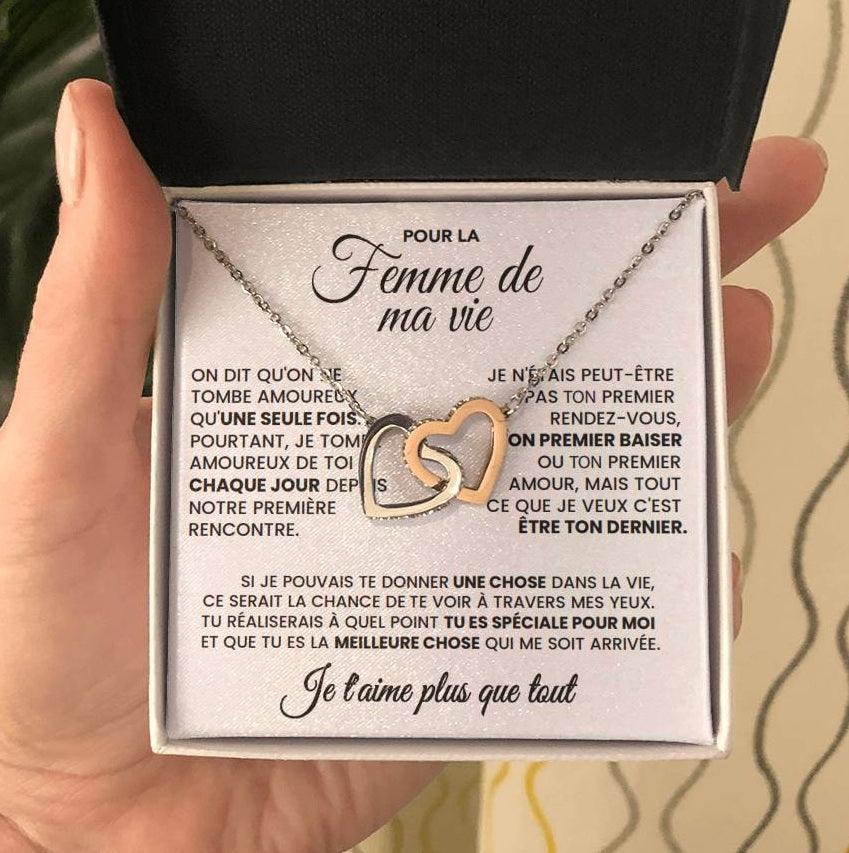 POUR LA
Femme de
ma vie
ON DIT QU'ON NE
TOMBE AMOUREUX
QU'UNE SEULE FOIS.
POURTANT, JE TOMBE
AMOUREUX DE TOI
CHAQUE JOUR DEPUIS
NOTRE PREMIÈRE
RENCONTRE.
JE N'ÉTAIS PEUT-ÊTRE
PAS TON PREMIER
RENDEZ-VOUS,
TON PREMIER BAISER
OU TON PREMIER
AMOUR, MAIS TOUT
CE QUE JE VEUX C'EST
ÊTRE TON DERNIER.
SI JE POUVAIS TE DONNER UNE CHOSE DANS LA VIE,
CE SERAIT LA CHANCE DE TE VOIR À TRAVERS MES YEUX.
TU RÉALISERAIS À QUEL POINT TU ES SPÉCIALE POUR MOI
ET QUE TU ES LA MEILLEURE CHOSE QUI ME SOIT ARRIVÉE.
Je t'aime plus que tout